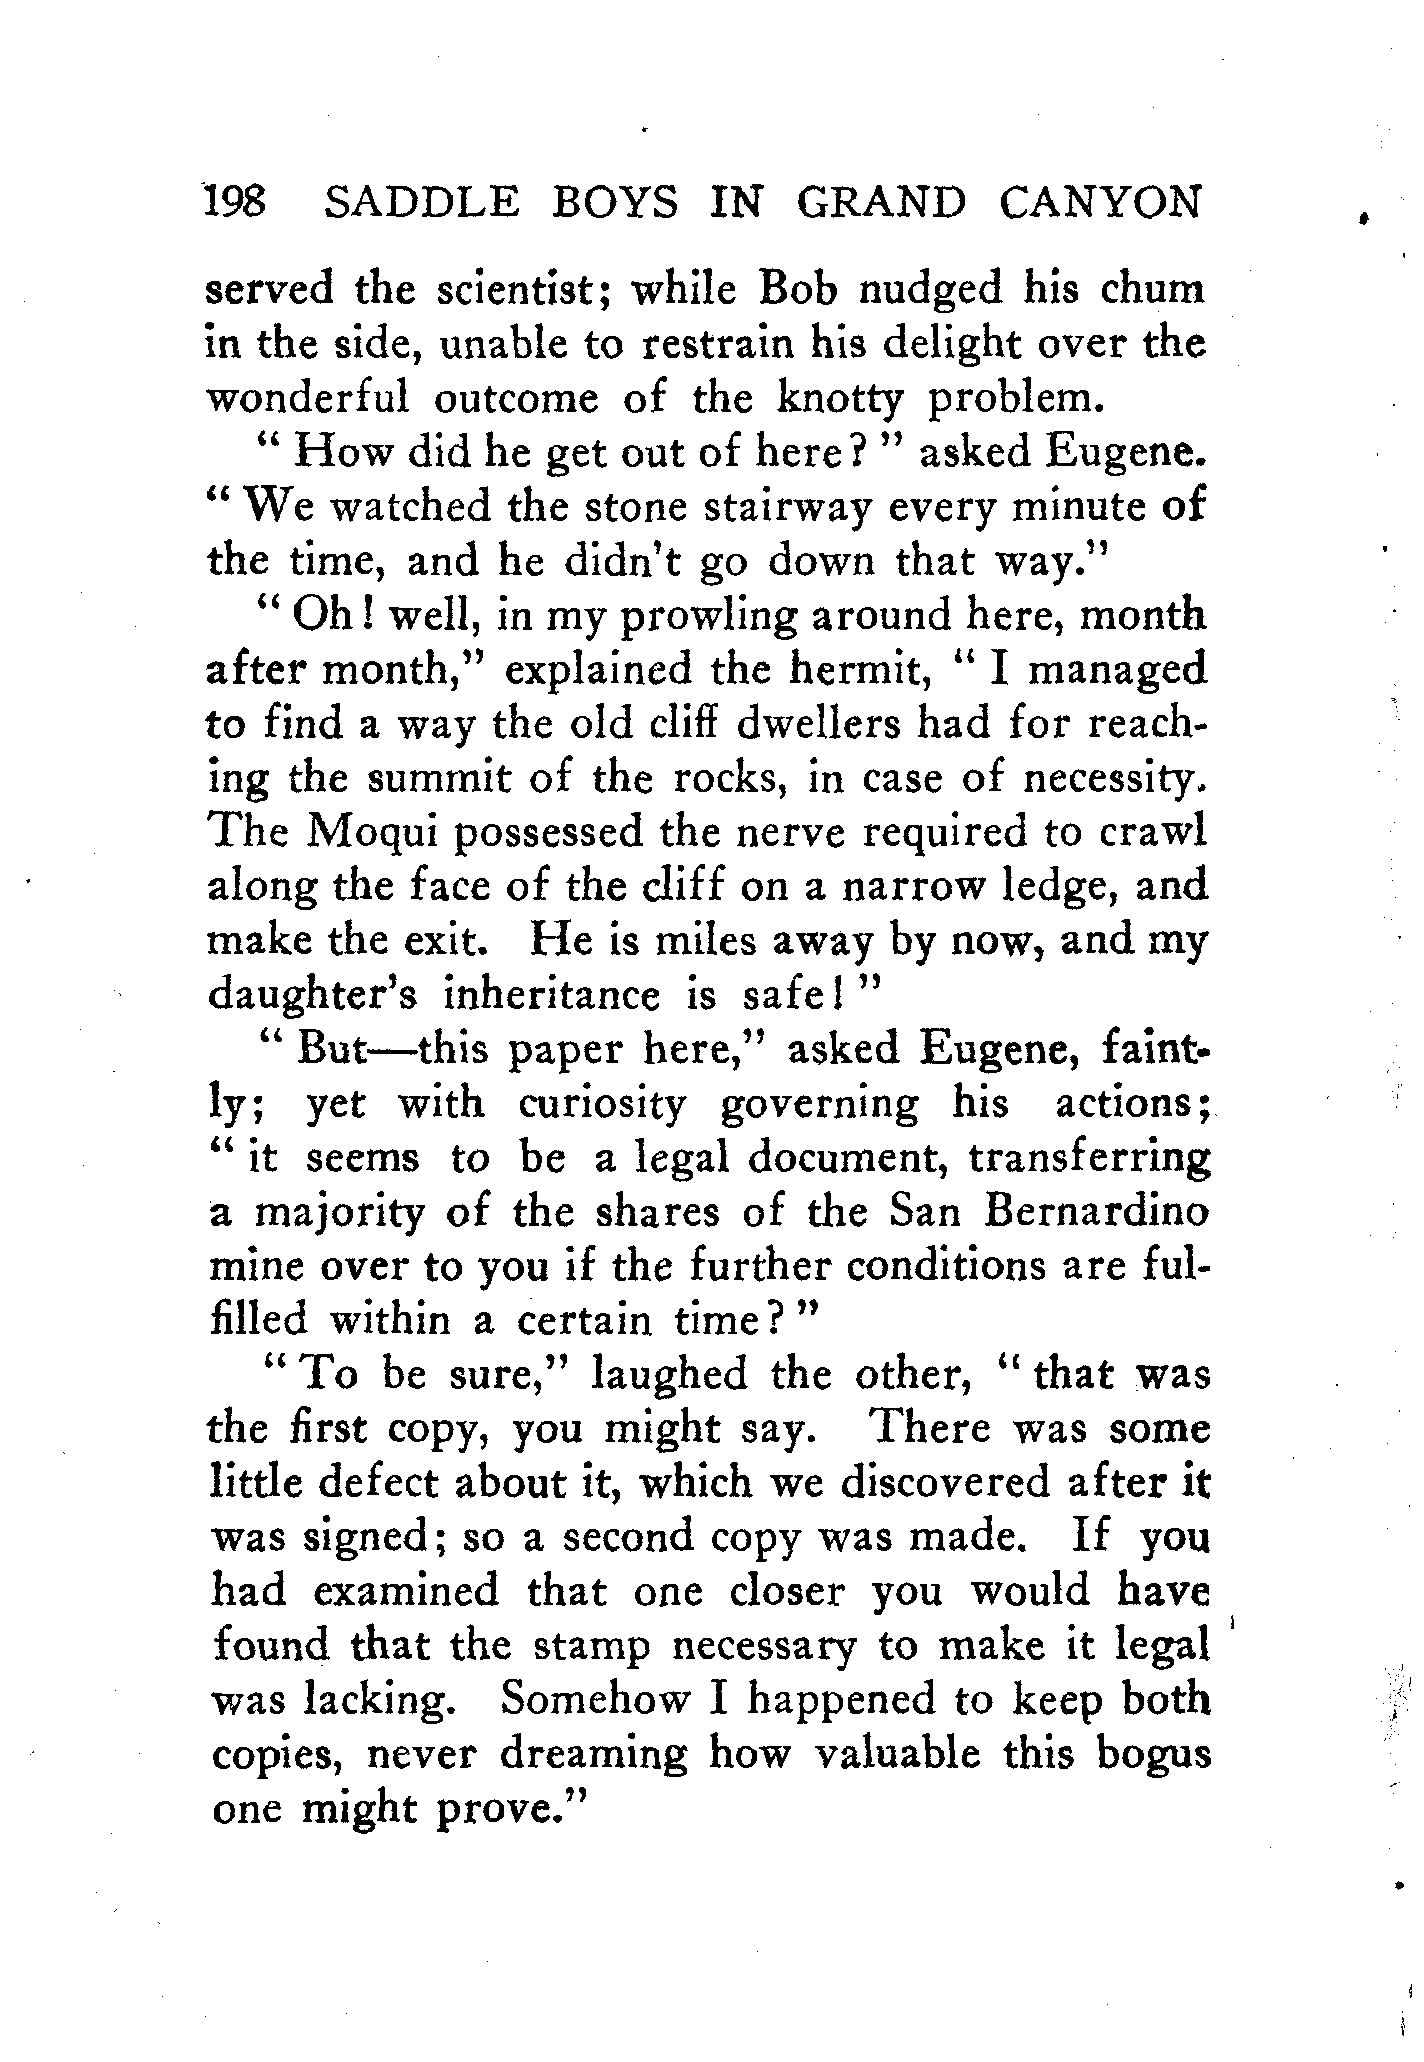 198 SADDLE BOYS IN GRAND CANYON
served the scientist; while Bob nudged his chum
in the side, unable to restrain his delight over the
wonderful outcome of the knotty problem.
" How did he get out of here? " asked Eugene.
" We watched the stone stairway every minute of
the time, and he didn't go down that way."
" Oh! well, in my prowling around here, month
after month," explained the hermit, " I managed
to find a way the old cliff dwellers had for reach-
ing the summit of the rocks, in case of necessity.
The Moqui possessed the nerve required to crawl
along the face of the cliff on a narrow ledge, and
make the exit. He is miles away by now, and my
daughter's inheritance is safe! "
" But—this paper here," asked Eugene, faint-
ly; yet with curiosity governing his actions;
" it seems to be a legal document, transferring
a majority of the shares of the San Bernardino
mine over to you if the further conditions are ful-
filled within a certain time? "
" To be sure," laughed the other, " that was
the first copy, you might say. There was some
little defect about it, which we discovered after it
was signed; so a second copy was made. If you
had examined that one closer you would have
found that the stamp necessary to make it legal
was lacking. Somehow I happened to keep both
copies, never dreaming how valuable this bogus
one might prove."